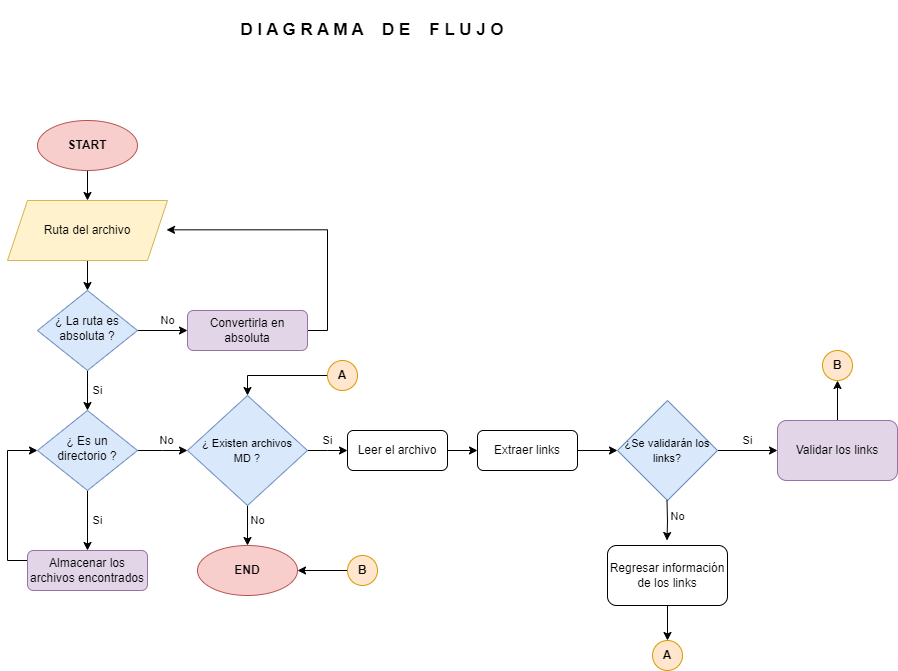 DIAGRAMA DE FLUJO
START
Ruta del archivo
¿ La ruta es
absoluta ?
No
Convertirla en
absoluta
Si
A
B
¿ Es un
directorio ?
No
¿ Existen archivos
MD ?
Si
Leer el archivo
Extraer links
¿Se validarán los
links?
Si
Validar los links
Si
No
No
Almacenar los
archivos encontrados
END
B
Regresar información
de los links
A